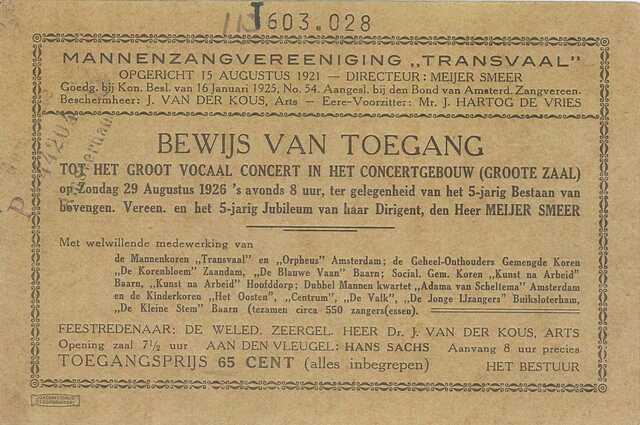 J603.028
MANNENZANGVEREENIGING „TRANSVAAL"
OPGERICHT 15 AUGUSTUS 1921 — DIRECTEUR: MEIJER SMEER
Goedg. bij Kon. Besl. van 16 Januari 1925, No. 54. Aangesl. bij den Bond van Amsterd. Zangvereen.
Beschermheer: J. VAN DER KOUS, Arts - Eere-Voorzitter: Mr. J. HARTOG DE VRIES
BEWIJS VAN TOEGANG
TOT HET GROOT VOCAAL CONCERT IN HET CONCERTGEBOUW (GROOTE ZAAL)
op Zondag 29 Augustus 1926 's avonds 8 uur, ter gelegenheid van het 5-jarig Bestaan van
bovengen. Vereen. en het 5-jarig Jubileum van haar Dirigent, den Heer MEIJER SMEER
Met welwillende medewerking van
de Mannenkoren „Transvaal" en „Orpheus" Amsterdam; de Geheel-Onthouders Gemengde Koren
„De Korenbloem" Zaandam, „De Blauwe Vaan" Baarn; Social. Gem. Koren „Kunst na Arbeid"
Baarn, „Kunst na Arbeid" Hoofddorp; Dubbel Mannen kwartet „Adama van Scheltema" Amsterdam
en de Kinderkoren „Het Oosten", „Centrum", „De Valk", „De Jonge IJzangers" Buiksloterham,
„De Kleine Stem" Baarn (tezamen circa 550 zangers(essen).
FEESTREDENAAR: DE WELED. ZEERGEL. HEER Dr. J. VAN DER KOUS, ARTS
Opening zaal 7½ uur AAN DEN VLEUGEL: HANS SACHS Aanvang 8 uur precies
TOEGANGSPRIJS 65 CENT (alles inbegrepen) HET BESTUUR